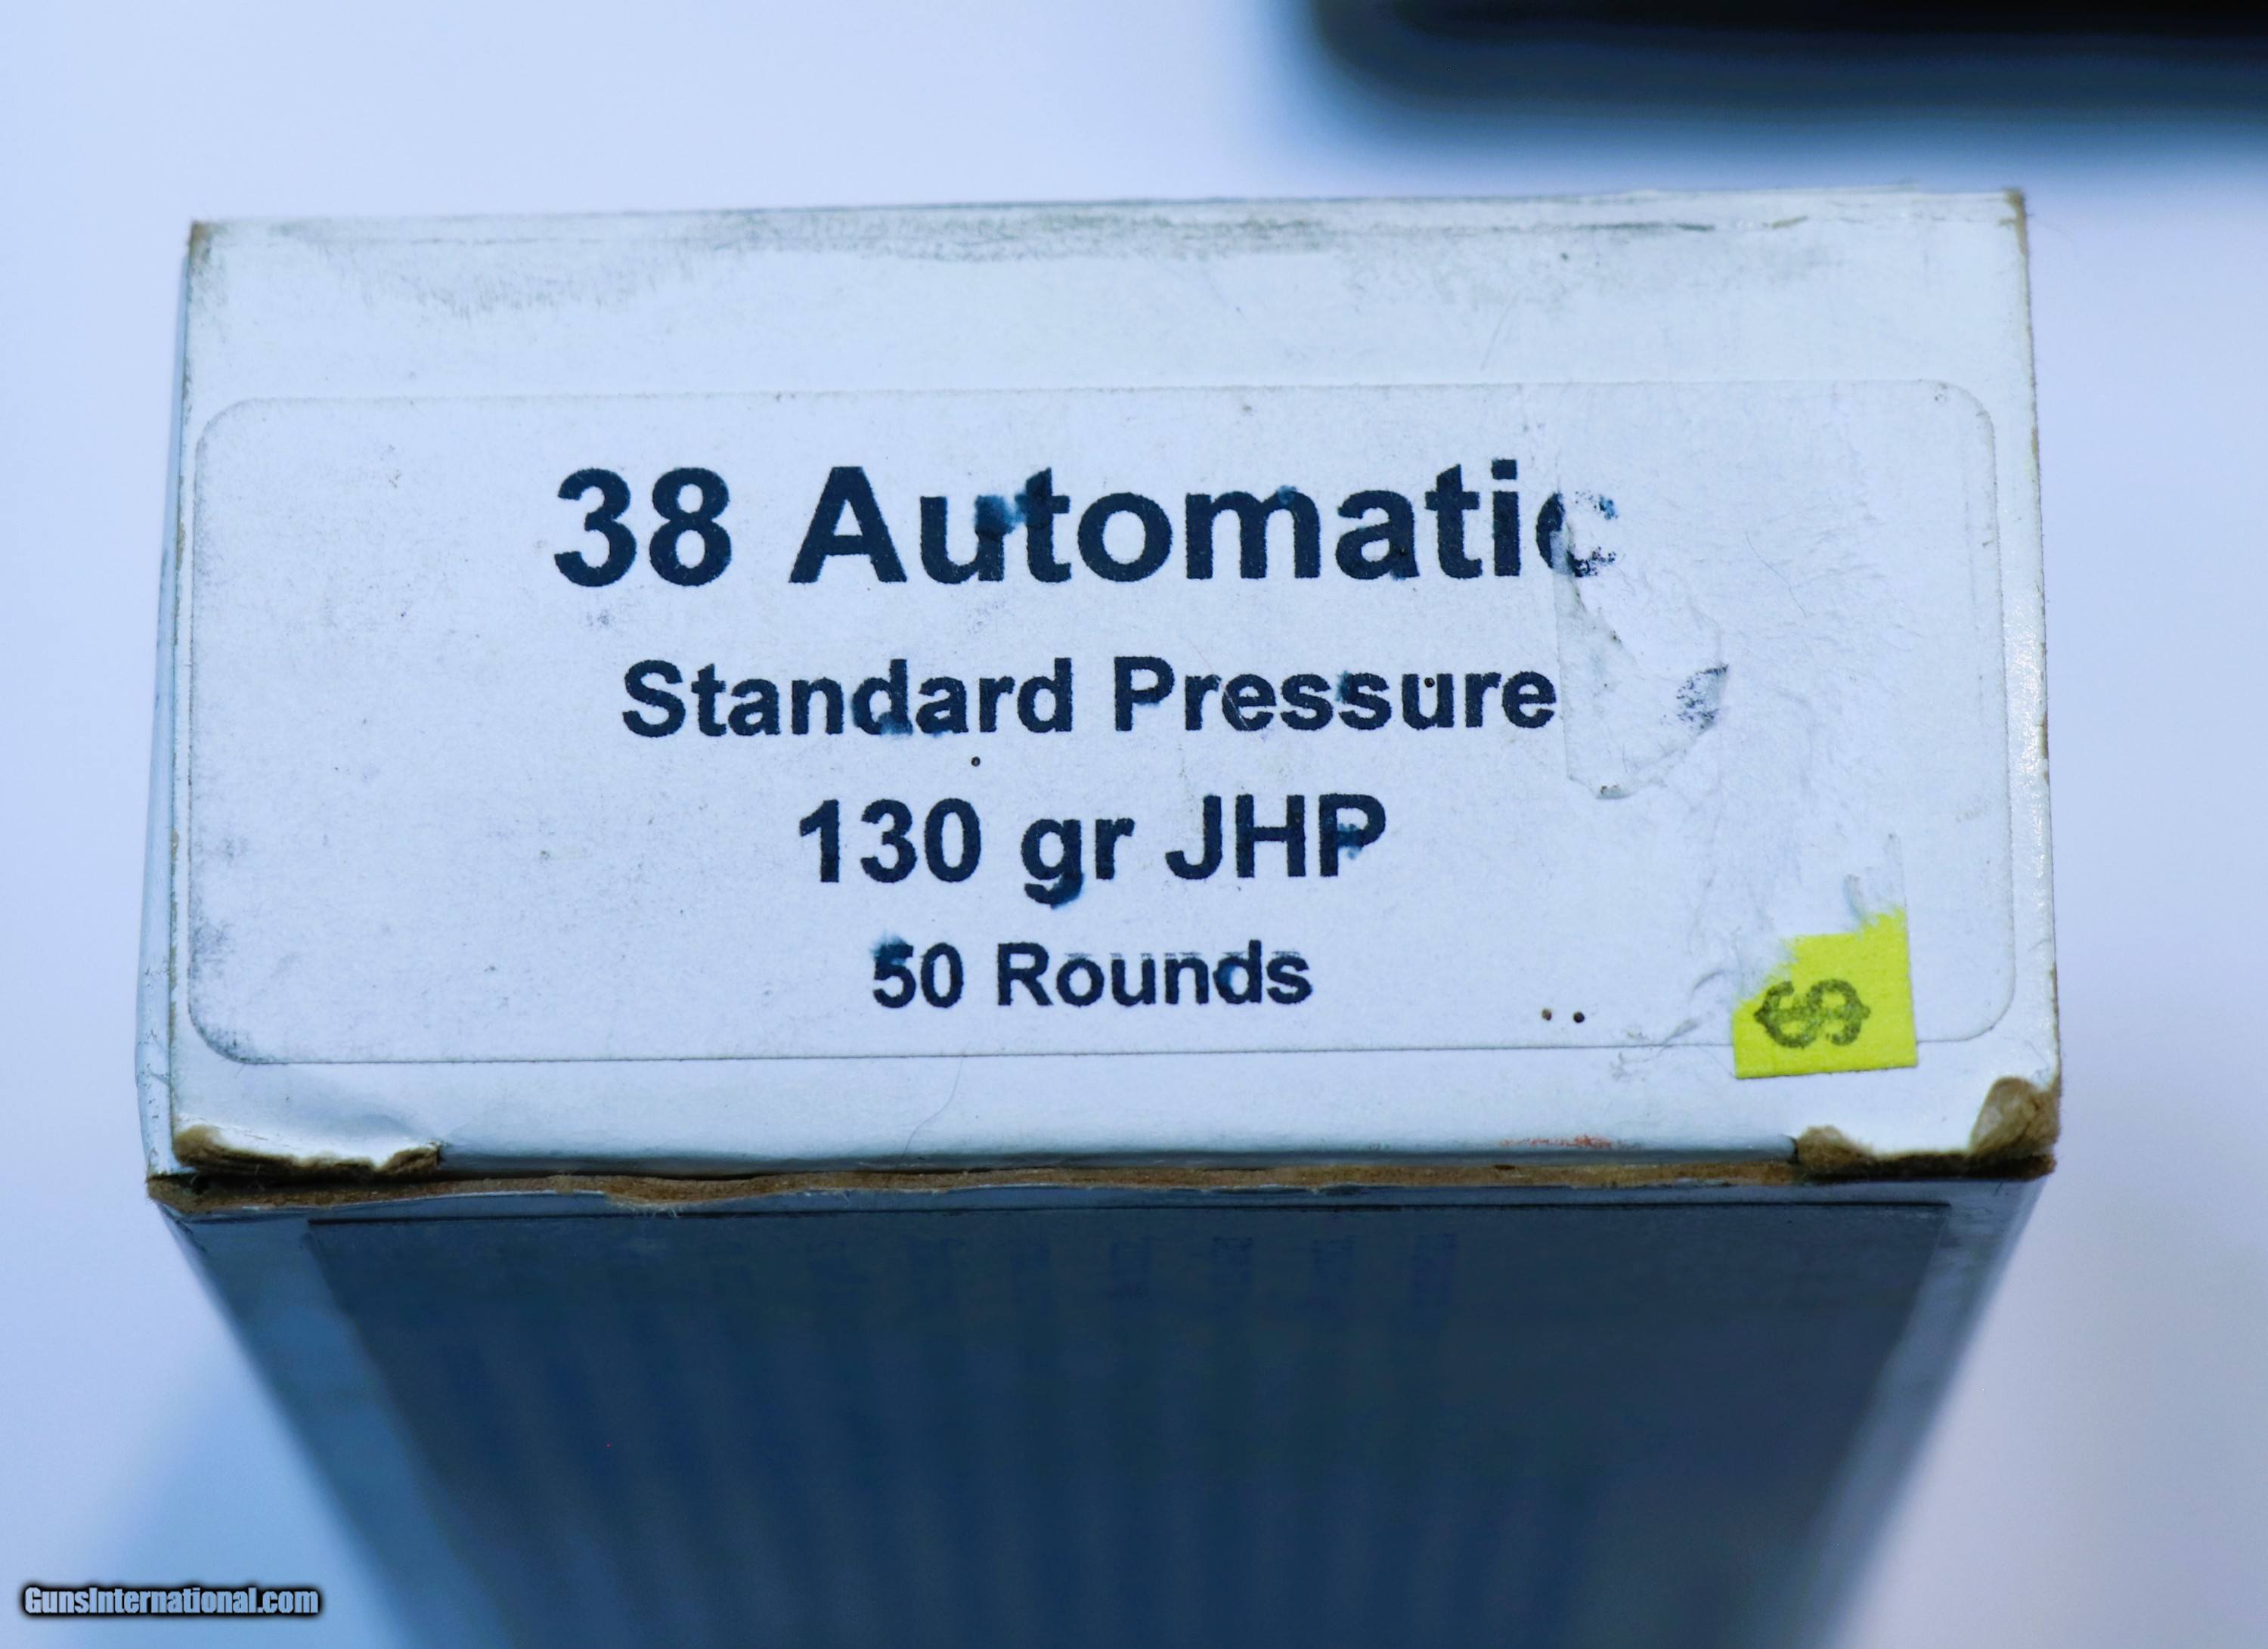 38 Automatic
Standard Pressure
130 gr JHP
50 Rounds
$
GunsInternational.com